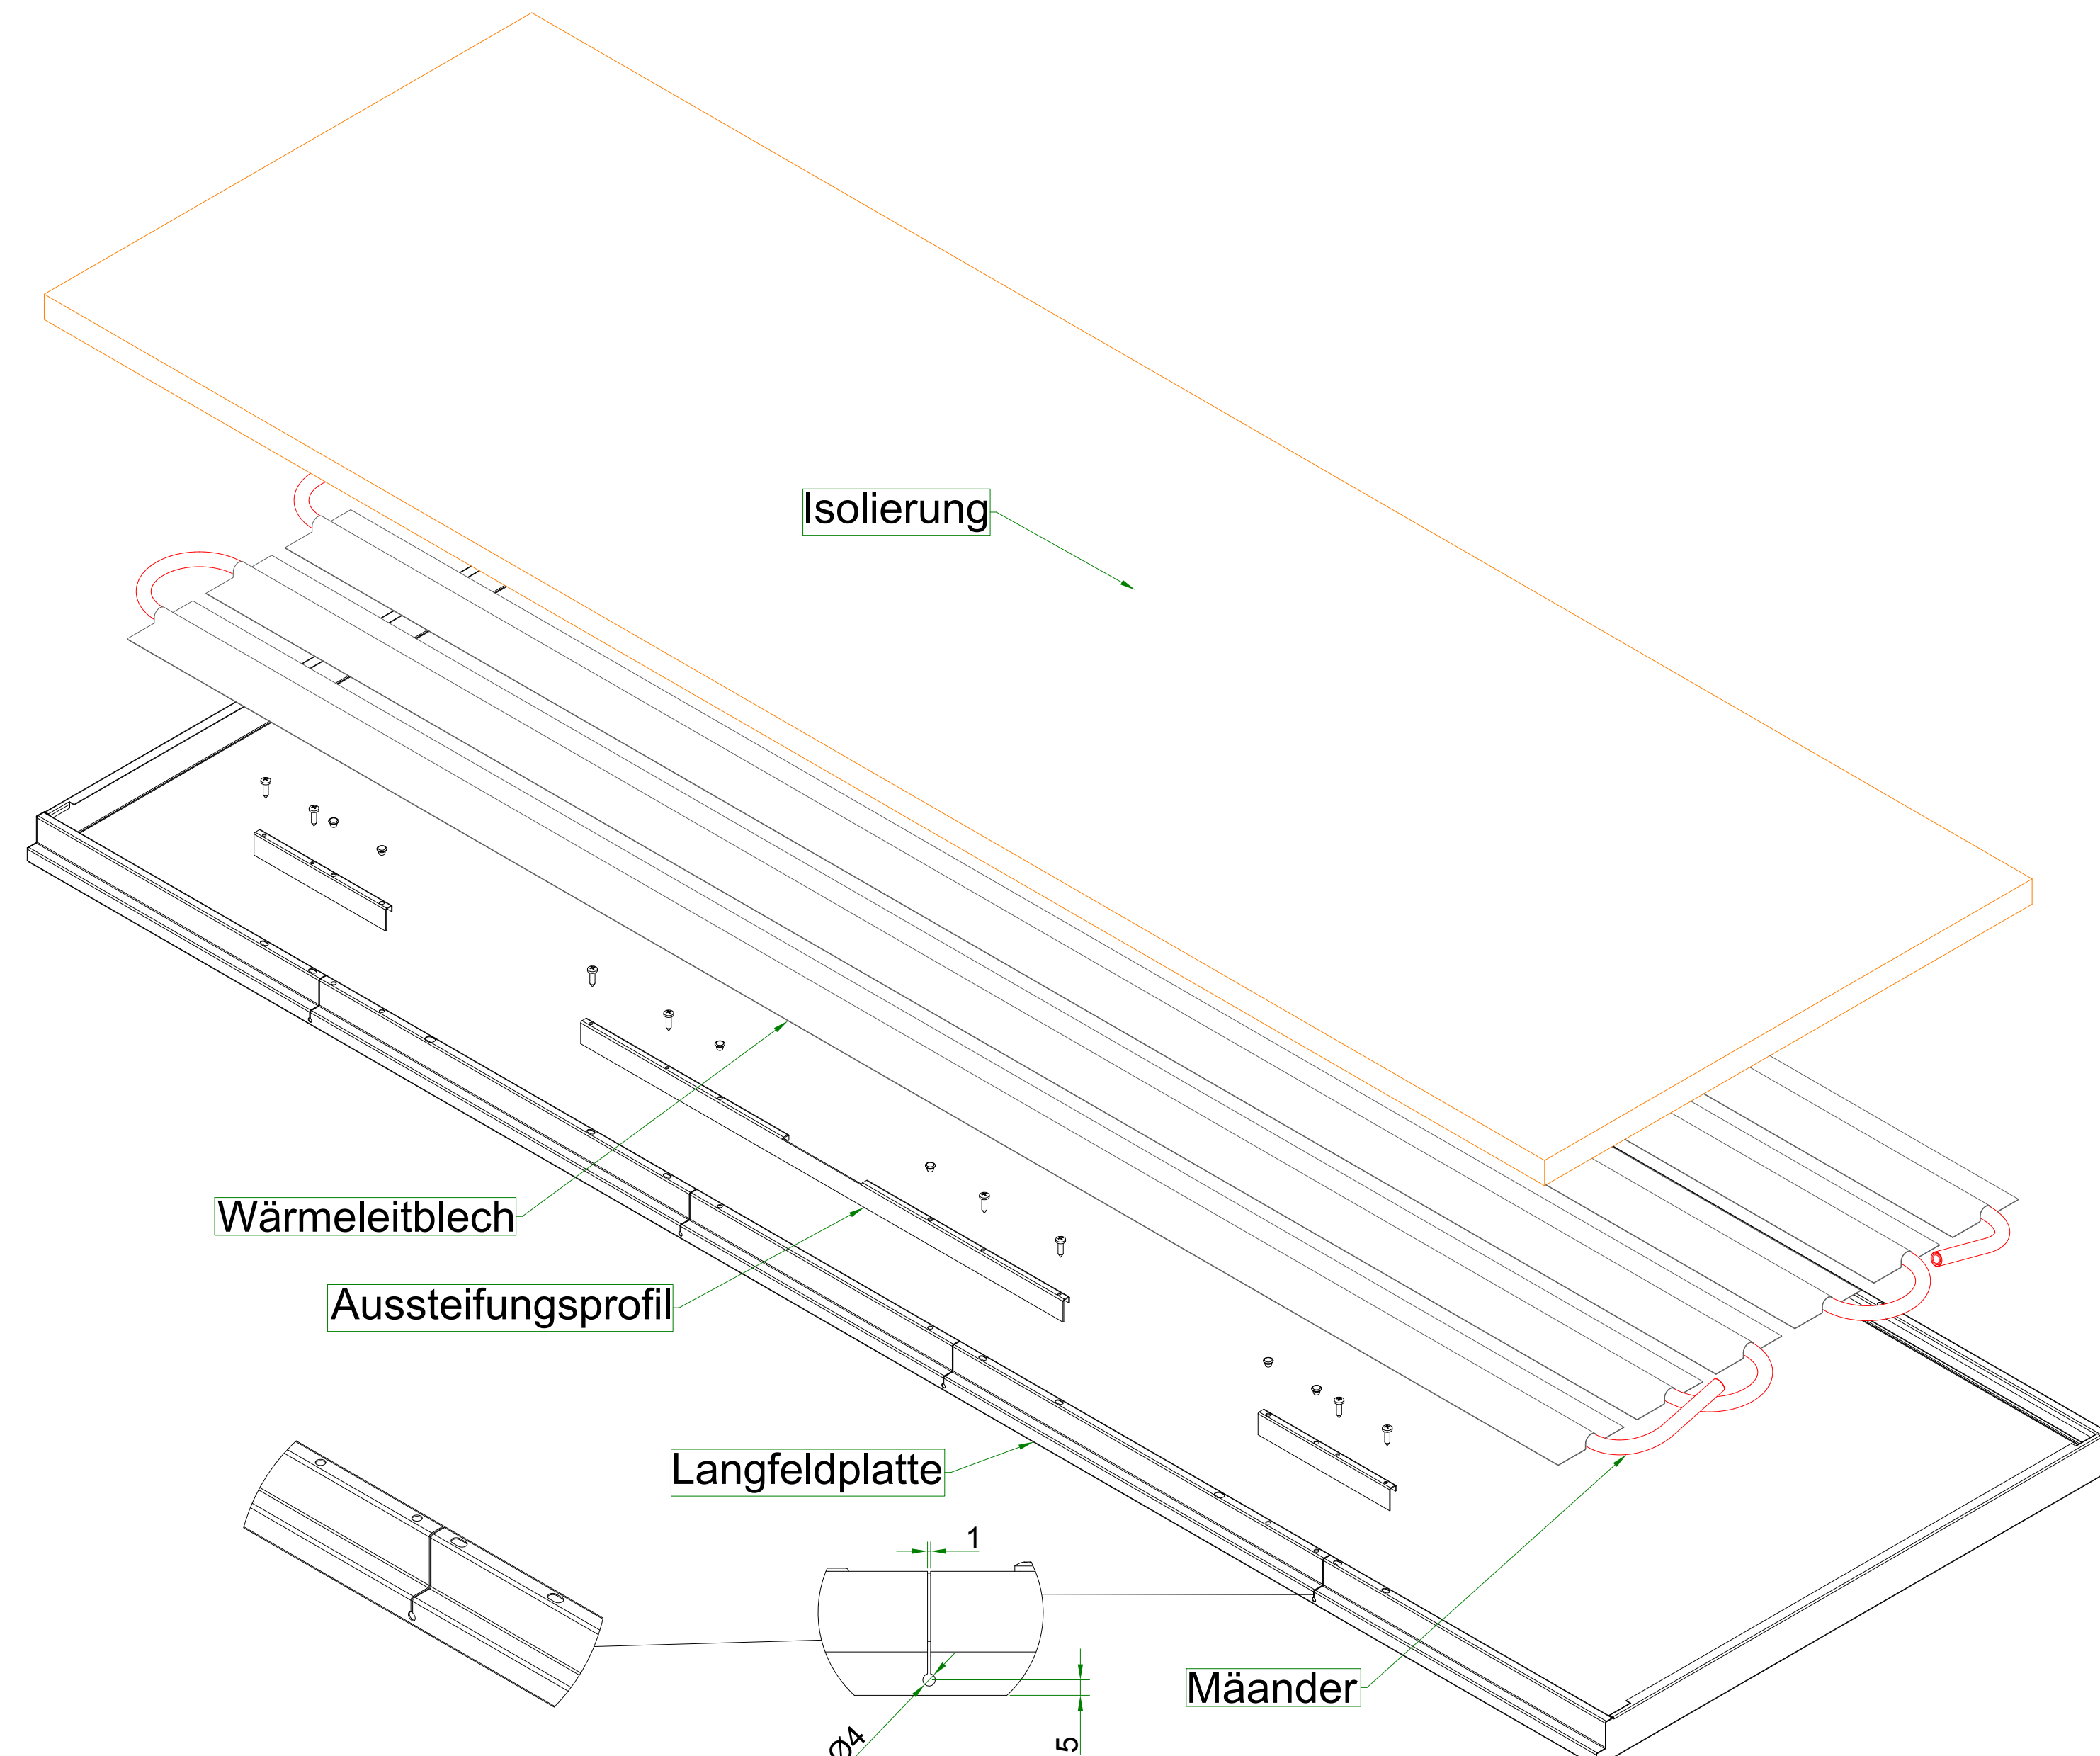 Isolierung
Wärmeleitblech
Aussteifungsprofil
Langfeldplatte
1
Mäander
Ø4
5